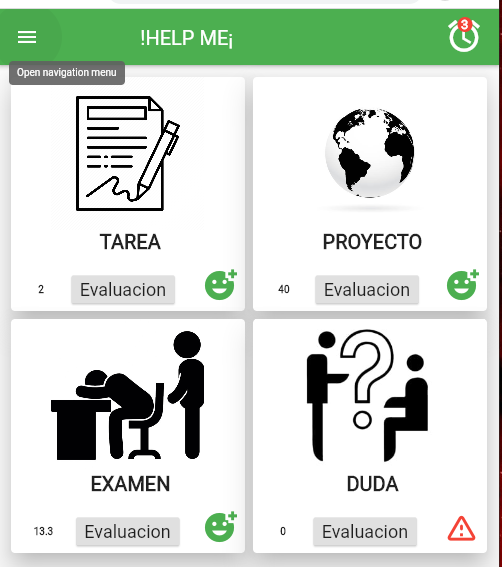 !HELP ME¡
3
Open navigation menu
TAREA
2 Evaluacion
PROYECTO
40 Evaluacion
EXAMEN
13.3 Evaluacion
DUDA
0 Evaluacion